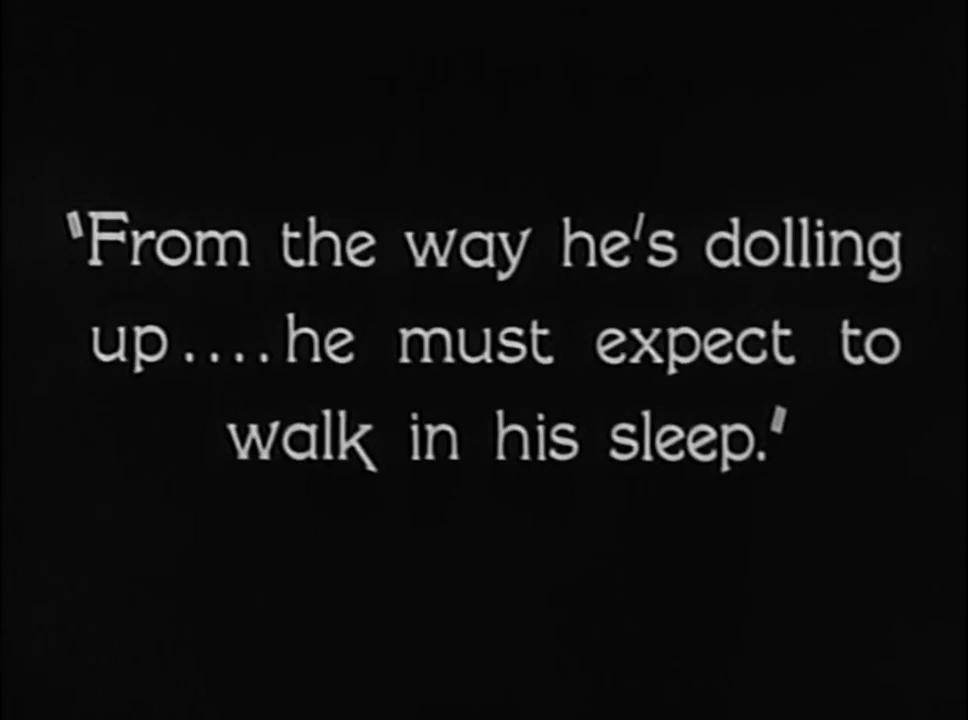 "From the way he's dolling
up....he must expect to
walk in his sleep."